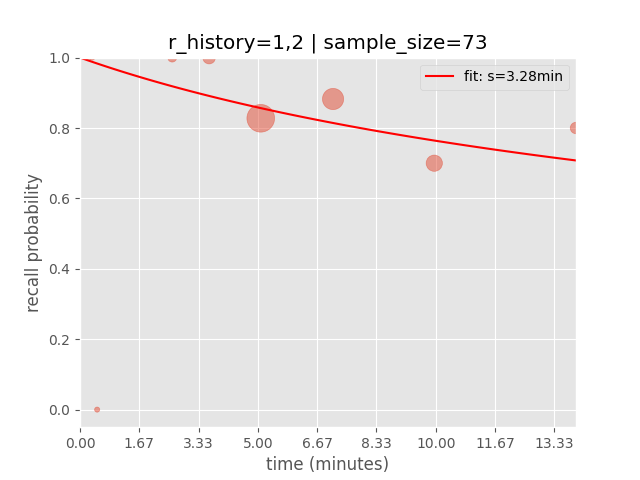 r_history=1,2 | sample_size=73
fit: s=3.28min
recall probability
1.0
0.8
0.6
0.4
0.2
0.0
0.00 1.67 3.33 5.00 6.67 8.33 10.00 11.67 13.33
time (minutes)